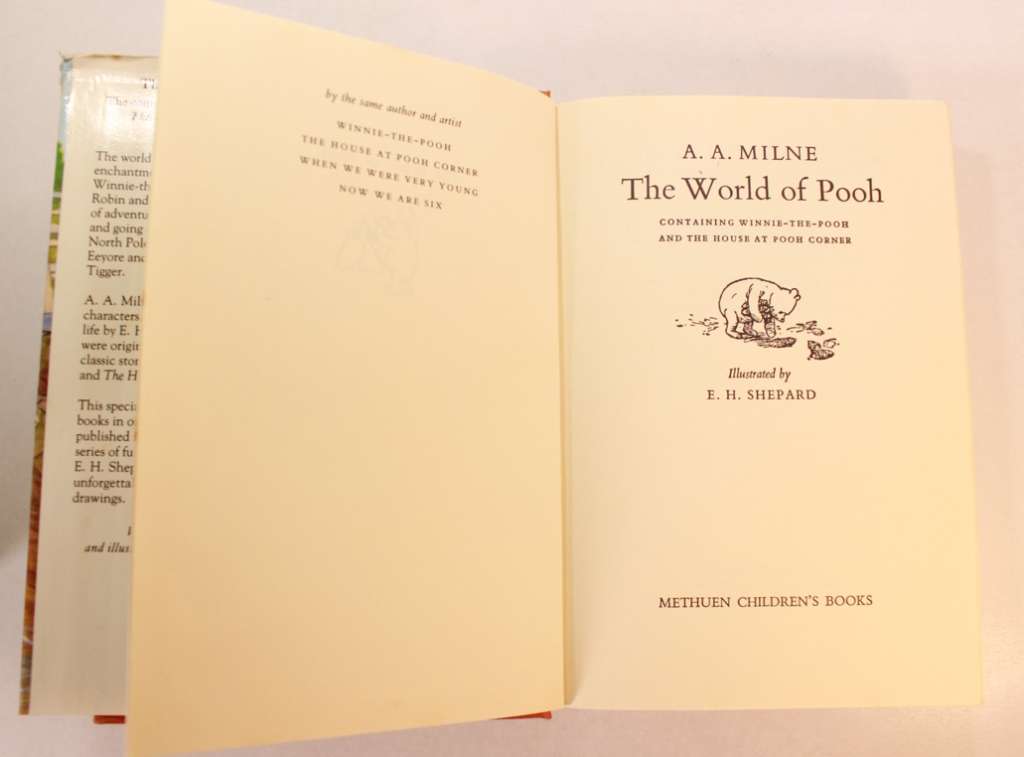 The world
enchantm
Winnie-th
Robin and
of adventu
and going
North Pol
Eeyore and
Tigger.
A. A. Mil
characters
life by E. H
were origin
classic stor
and The H
This specia
books in o
published
series of fu
E. H. Shep
unforgetta
drawings.
and illus
by the same author and artist
WINNIE-THE-POOH
THE HOUSE AT POOH CORNER
WHEN WE WERE VERY YOUNG
NOW WE ARE SIX
A. A. MILNE
The World of Pooh
CONTAINING WINNIE-THE-POOH
AND THE HOUSE AT POOH CORNER
Illustrated by
E. H. SHEPARD
METHUEN CHILDREN'S BOOKS